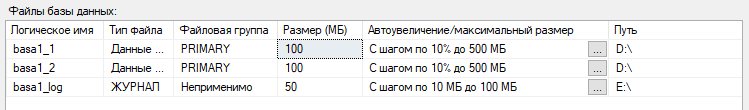 Файлы базы данных:
Логическое имя Тип файла Файловая группа Размер (МБ) Автоувеличение/максимальный размер Путь
basa1_1 Данные ... PRIMARY 100 С шагом по 10% до 500 МБ ... D:\
basa1_2 Данные ... PRIMARY 100 С шагом по 10% до 500 МБ ... D:\
basa1_log ЖУРНАЛ Неприменимо 50 С шагом по 10 МБ до 100 МБ ... E:\